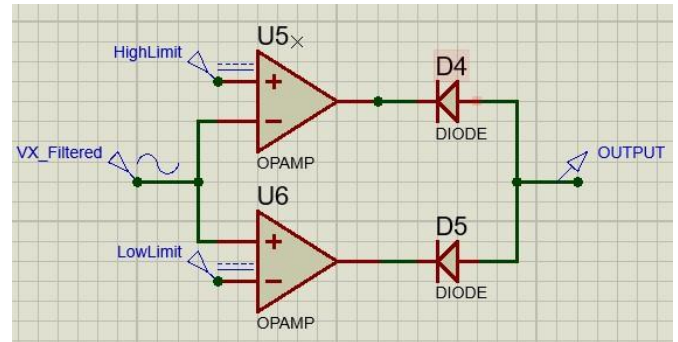 U5
HighLimit
D4
DIODE
VX_Filtered
OPAMP
OUTPUT
U6
D5
LowLimit
DIODE
OPAMP